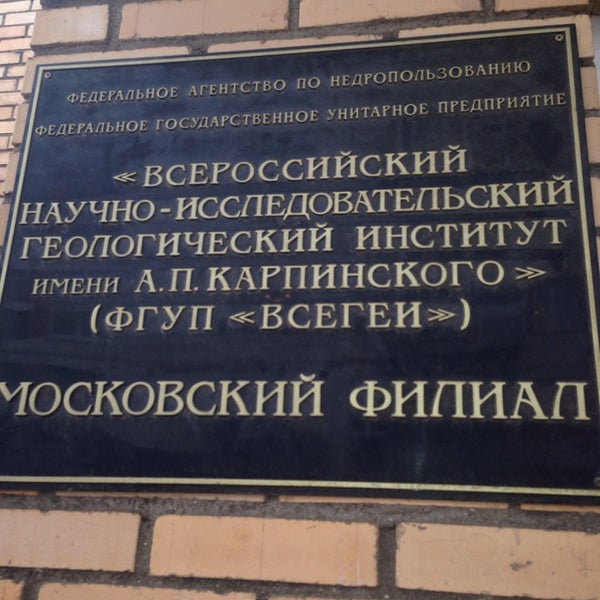 ФЕДЕРАЛЬНОЕ АГЕНТСТВО ПО НЕДРОПОЛЬЗОВАНИЮ
ФЕДЕРАЛЬНОЕ ГОСУДАРСТВЕННОЕ УНИТАРНОЕ ПРЕДПРИЯТИЕ
«ВСЕРОССИЙСКИЙ
НАУЧНО-ИССЛЕДОВАТЕЛЬСКИЙ
ГЕОЛОГИЧЕСКИЙ ИНСТИТУТ
ИМЕНИ А.П.КАРПИНСКОГО»
(ФГУП «ВСЕГЕИ»)
МОСКОВСКИЙ ФИЛИАЛ